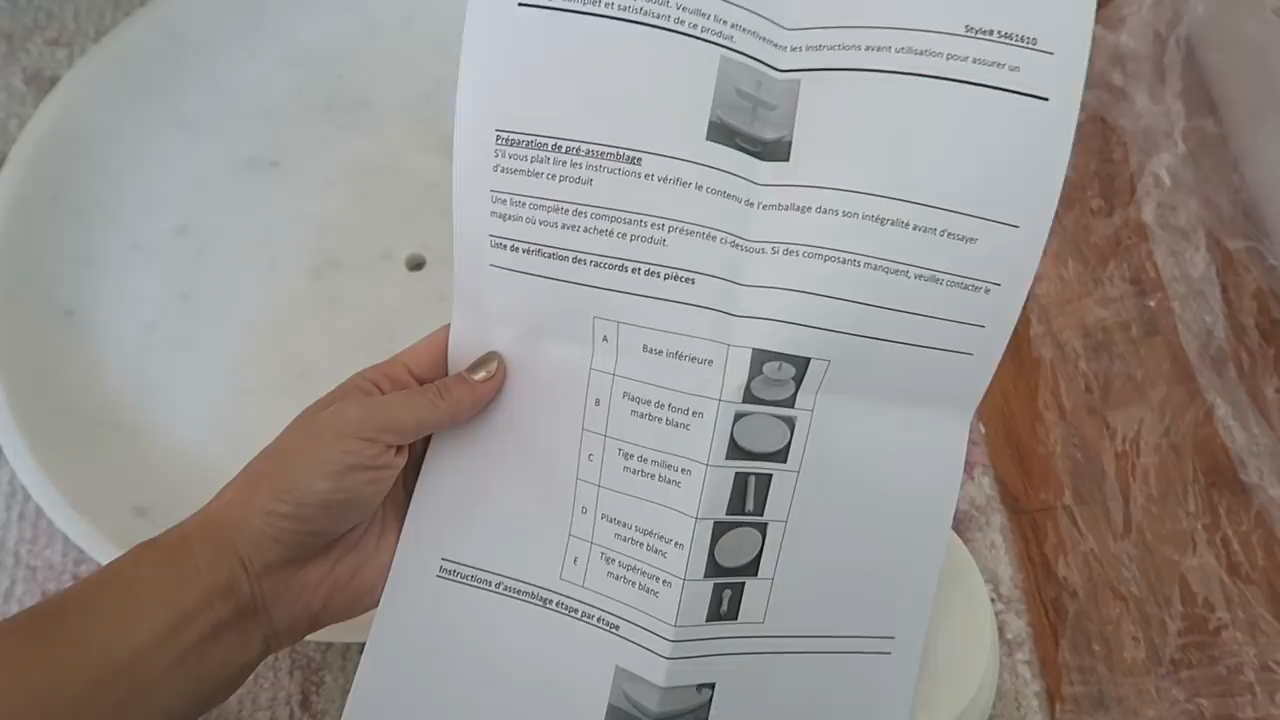 Style# 5461610
produit. Veuillez lire attentivement les instructions avant utilisation pour assurer un
complet et satisfaisant de ce produit.
Préparation de pré-assemblage
S'il vous plaît lire les instructions et vérifier le contenu de l'emballage dans son intégralité avant d'essayer
d'assembler ce produit
Une liste complète des composants est présentée ci-dessous. Si des composants manquent, veuillez contacter le
magasin où vous avez acheté ce produit.
Liste de vérification des raccords et des pièces
A
Base inférieure
B
Plaque de fond en
marbre blanc
C
Tige de milieu en
marbre blanc
D
Plateau supérieur en
marbre blanc
E
Tige supérieure en
marbre blanc
Instructions d'assemblage étape par étape